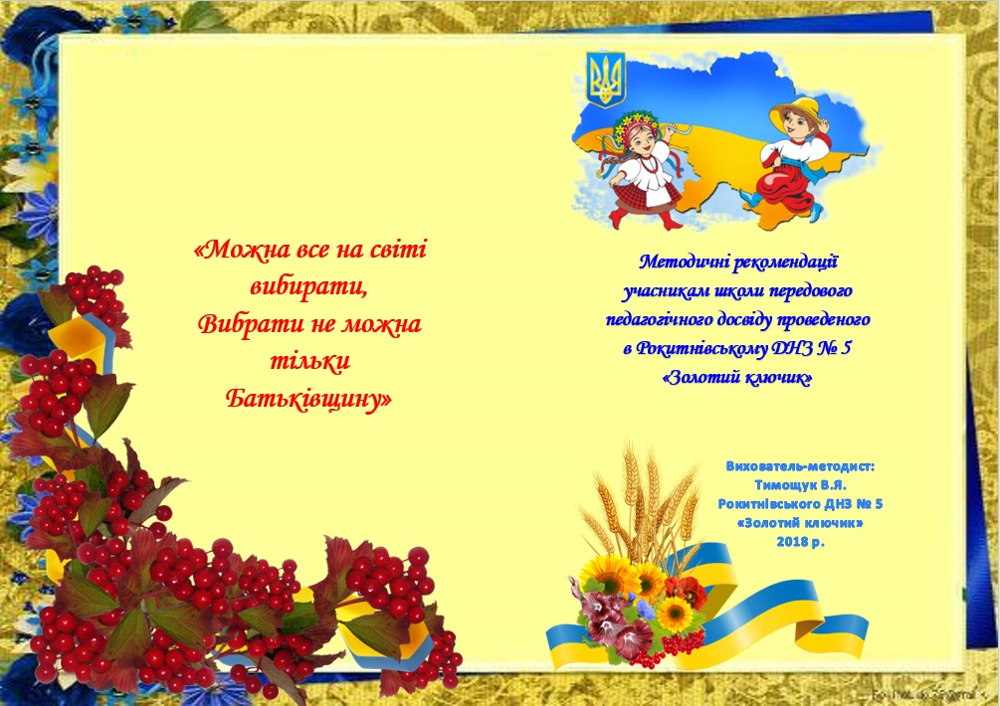 «Можна все на світі
вибирати,
Вибрати не можна
тільки
Батьківщину»
Методичні рекомендації
учасникам школи передового
педагогічного досвіду проведеного
в Рокитнівському ДНЗ № 5
«Золотий ключик»
Вихователь-методист:
Тимощук В.Я.
Рокитнівського ДНЗ № 5
«Золотий ключик»
2018 р.